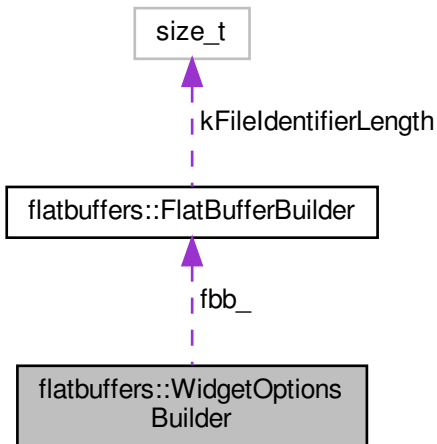 size_t
kFileIdentifierLength
flatbuffers::FlatBufferBuilder
fbb_
flatbuffers::WidgetOptions
Builder